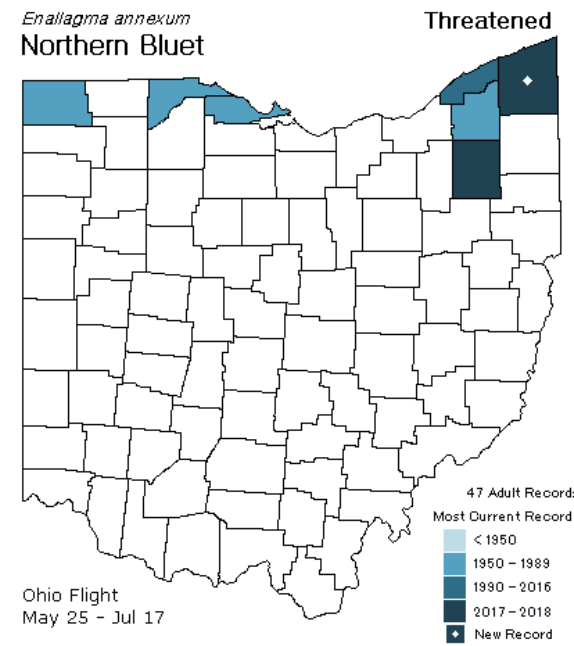 Enallagma annexum
Northern Bluet
Threatened
47 Adult Record:
Most Current Record
< 1950
1950 - 1989
1990 - 2016
2017 - 2018
New Record
Ohio Flight
May 25 - Jul 17